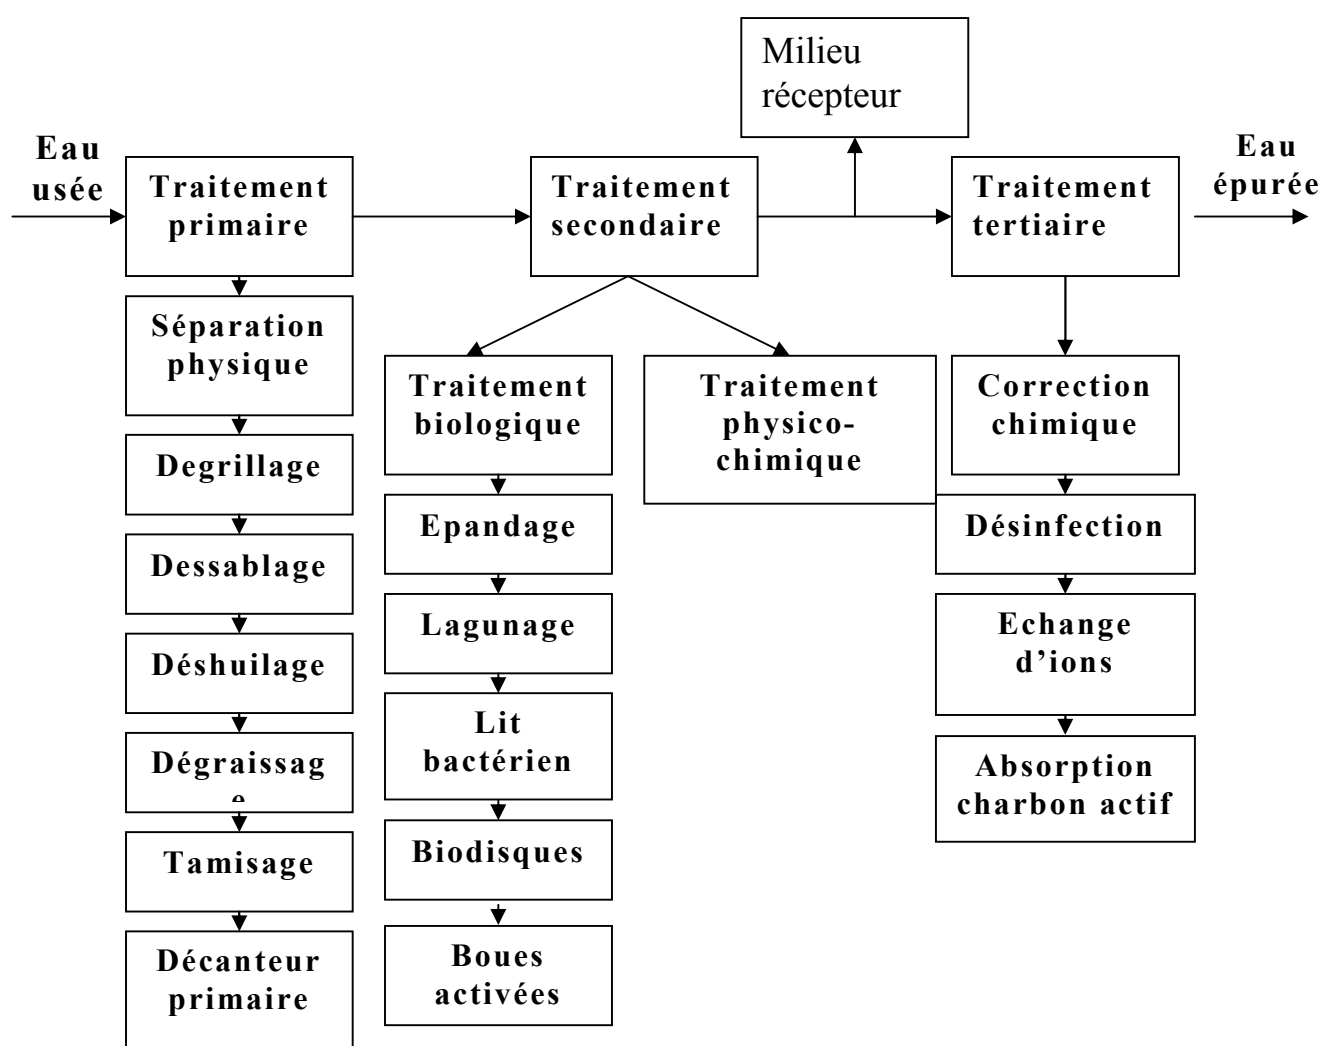 Milieu
récepteur
Eau
usée
Traitement
primaire
Traitement
secondaire
Traitement
tertiaire
Eau
épurée
Séparation
physique
Degrillage
Dessablage
Déshuilage
Dégraissag
e
Tamisage
Décanteur
primaire
Traitement
biologique
Epandage
Lagunage
Lit
bactérien
Biodisques
Boues
activées
Traitement
physico-
chimique
Correction
chimique
Désinfection
Echange
d’ions
Absorption
charbon actif